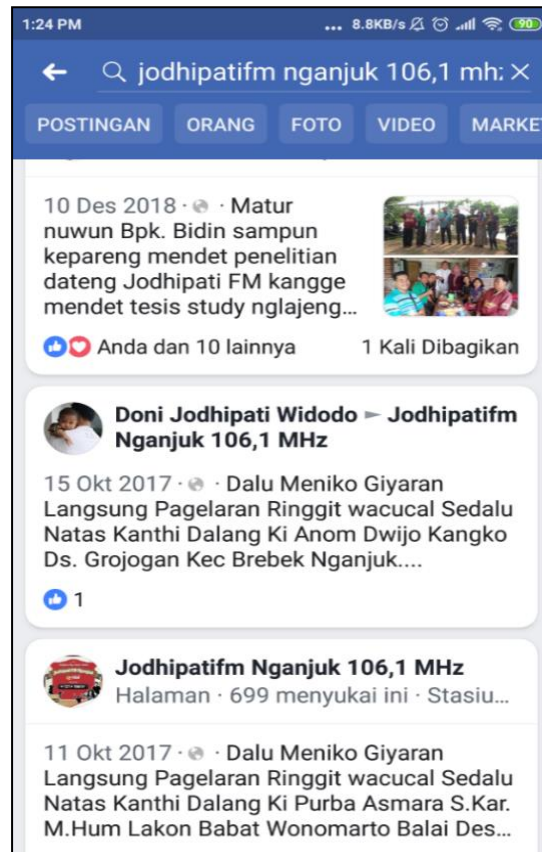 1:24 PM
... 8.8KB/s 90
jodhipatifm nganjuk 106,1 mh:
POSTINGAN ORANG FOTO VIDEO MARKE
10 Des 2018 · · Matur
nuwun Bpk. Bidin sampun
kepareng mendet penelitian
dateng Jodhipati FM kangge
mendet tesis study nglajeng...
Anda dan 10 lainnya 1 Kali Dibagikan
Doni Jodhipati Widodo ► Jodhipatifm
Nganjuk 106,1 MHz
15 Okt 2017 · · Dalu Meniko Giyaran
Langsung Pagelaran Ringgit wacucal Sedalu
Natas Kanthi Dalang Ki Anom Dwijo Kangko
Ds. Grojogan Kec Brebek Nganjuk....
1
Jodhipatifm Nganjuk 106,1 MHz
Halaman · 699 menyukai ini · Stasiu...
11 Okt 2017 · · Dalu Meniko Giyaran
Langsung Pagelaran Ringgit wacucal Sedalu
Natas Kanthi Dalang Ki Purba Asmara S.Kar.
M.Hum Lakon Babat Wonomarto Balai Des...